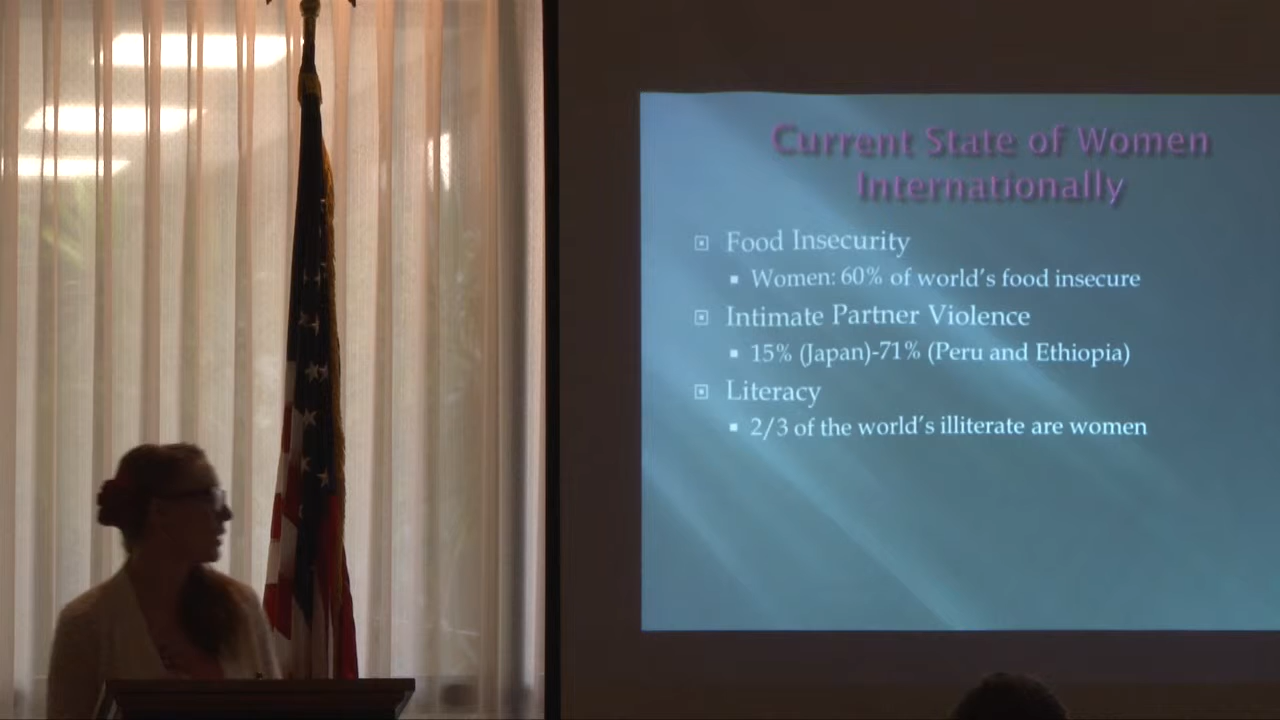 Current State of Women
Internationally
Food Insecurity
Women: 60% of world's food insecure
Intimate Partner Violence
15% (Japan)-71% (Peru and Ethiopia)
Literacy
2/3 of the world's illiterate are women